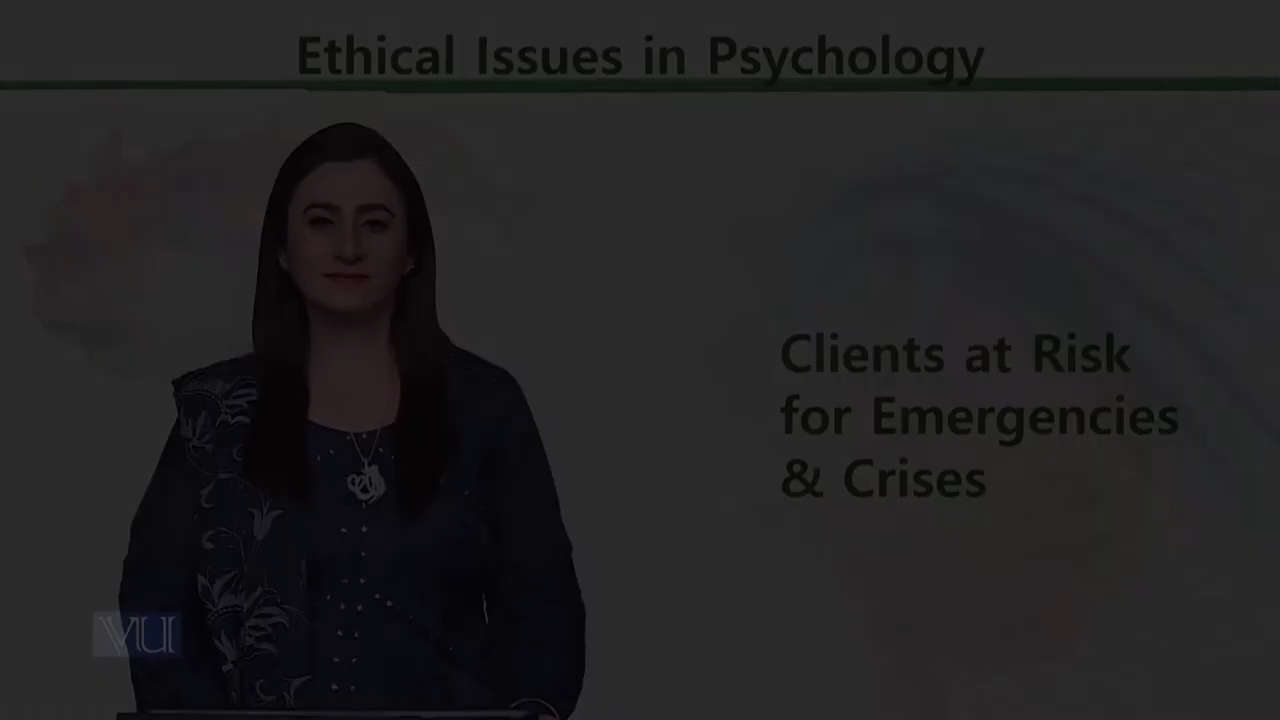 Ethical Issues in Psychology
Clients at Risk
for Emergencies
& Crises
VU